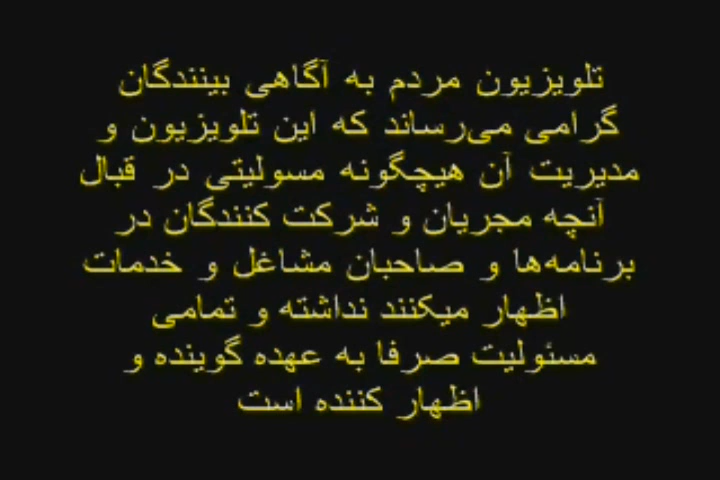 تلویزیون مردم به آگاهی بینندگان
گرامی می‌رساند که این تلویزیون و
مدیریت آن هیچگونه مسولیتی در قبال
آنچه مجریان و شرکت کنندگان در
برنامه‌ها و صاحبان مشاغل و خدمات
اظهار میکنند نداشته و تمامی
مسئولیت صرفا به عهده گوینده و
اظهار کننده است